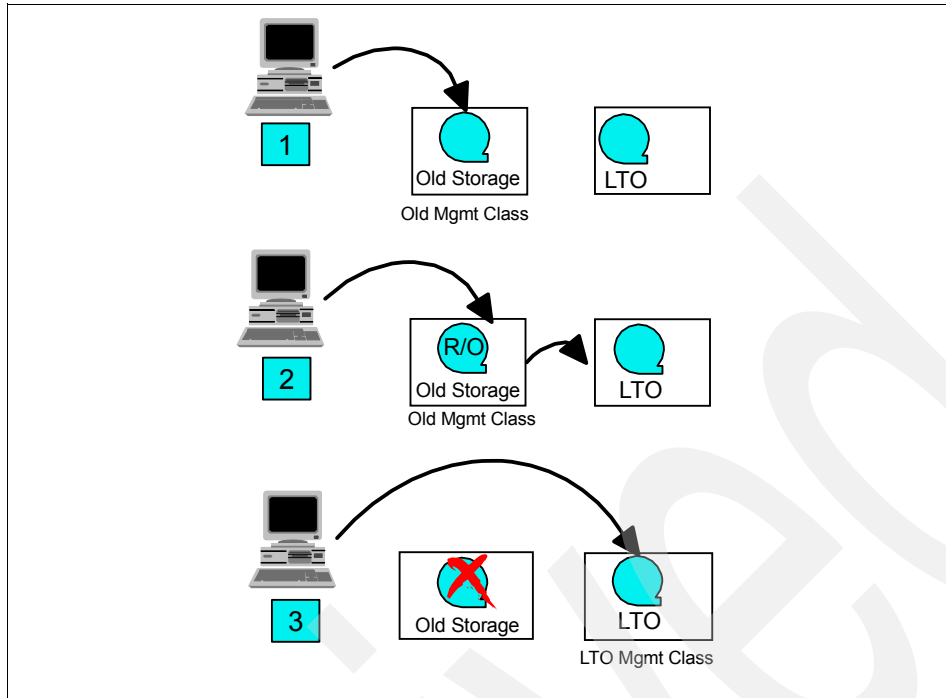 1
Old Storage
LTO
Old Mgmt Class
R/O
2
Old Storage
LTO
Old Mgmt Class
3
Old Storage
LTO
LTO Mgmt Class